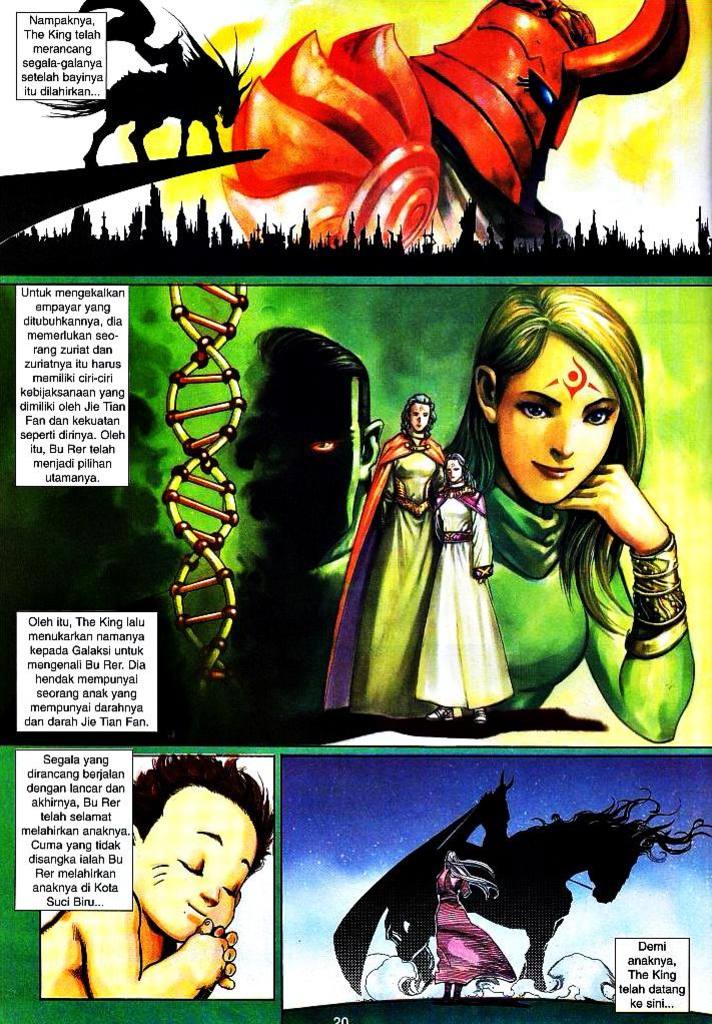 Nampaknya,
The King telah
merancang
segala-galanya
setelah bayinya
itu dilahirkan...
Untuk mengekalkan
empayar yang
ditubuhkannya, dia
memerlukan seo-
rang zuriat dan
zuriatnya itu harus
memiliki ciri-ciri
kebijaksanaan yang
dimiliki oleh Jie Tian
Fan dan kekuatan
seperti dirinya. Oleh
itu, Bu Rer telah
menjadi pilihan
utamanya.
Oleh itu, The King lalu
menukarkan namanya
kepada Galaksi untuk
mengenali Bu Rer. Dia
hendak mempunyai
seorang anak yang
mempunyai darahnya
dan darah Jie Tian Fan.
Segala yang
dirancang berjalan
dengan lancar dan
akhirnya, Bu Rer
telah selamat
melahirkan anaknya.
Cuma yang tidak
disangka ialah Bu
Rer melahirkan
anaknya di Kota
Suci Biru...
Demi
anaknya,
The King
telah datang
ke sini...
20